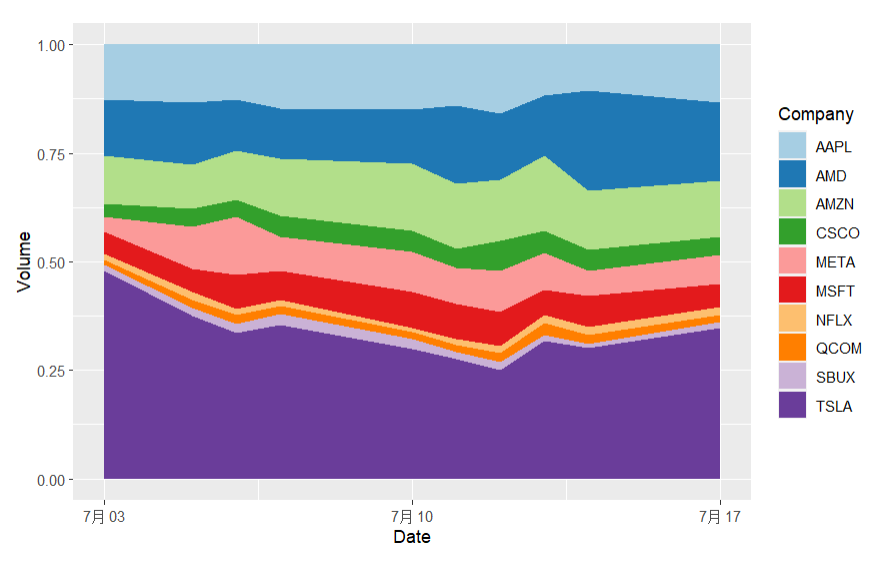 1.00
0.75
0.50
0.25
0.00
Volume
7月 03
7月 10
7月 17
Date
Company
AAPL
AMD
AMZN
CSCO
META
MSFT
NFLX
QCOM
SBUX
TSLA